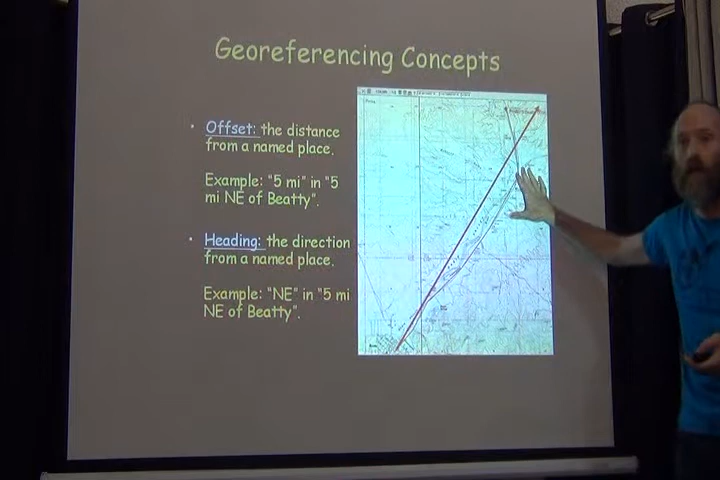 Georeferencing Concepts
• Offset: the distance
from a named place.
Example: "5 mi" in "5
mi NE of Beatty".
• Heading: the direction
from a named place.
Example: "NE" in "5 mi
NE of Beatty".